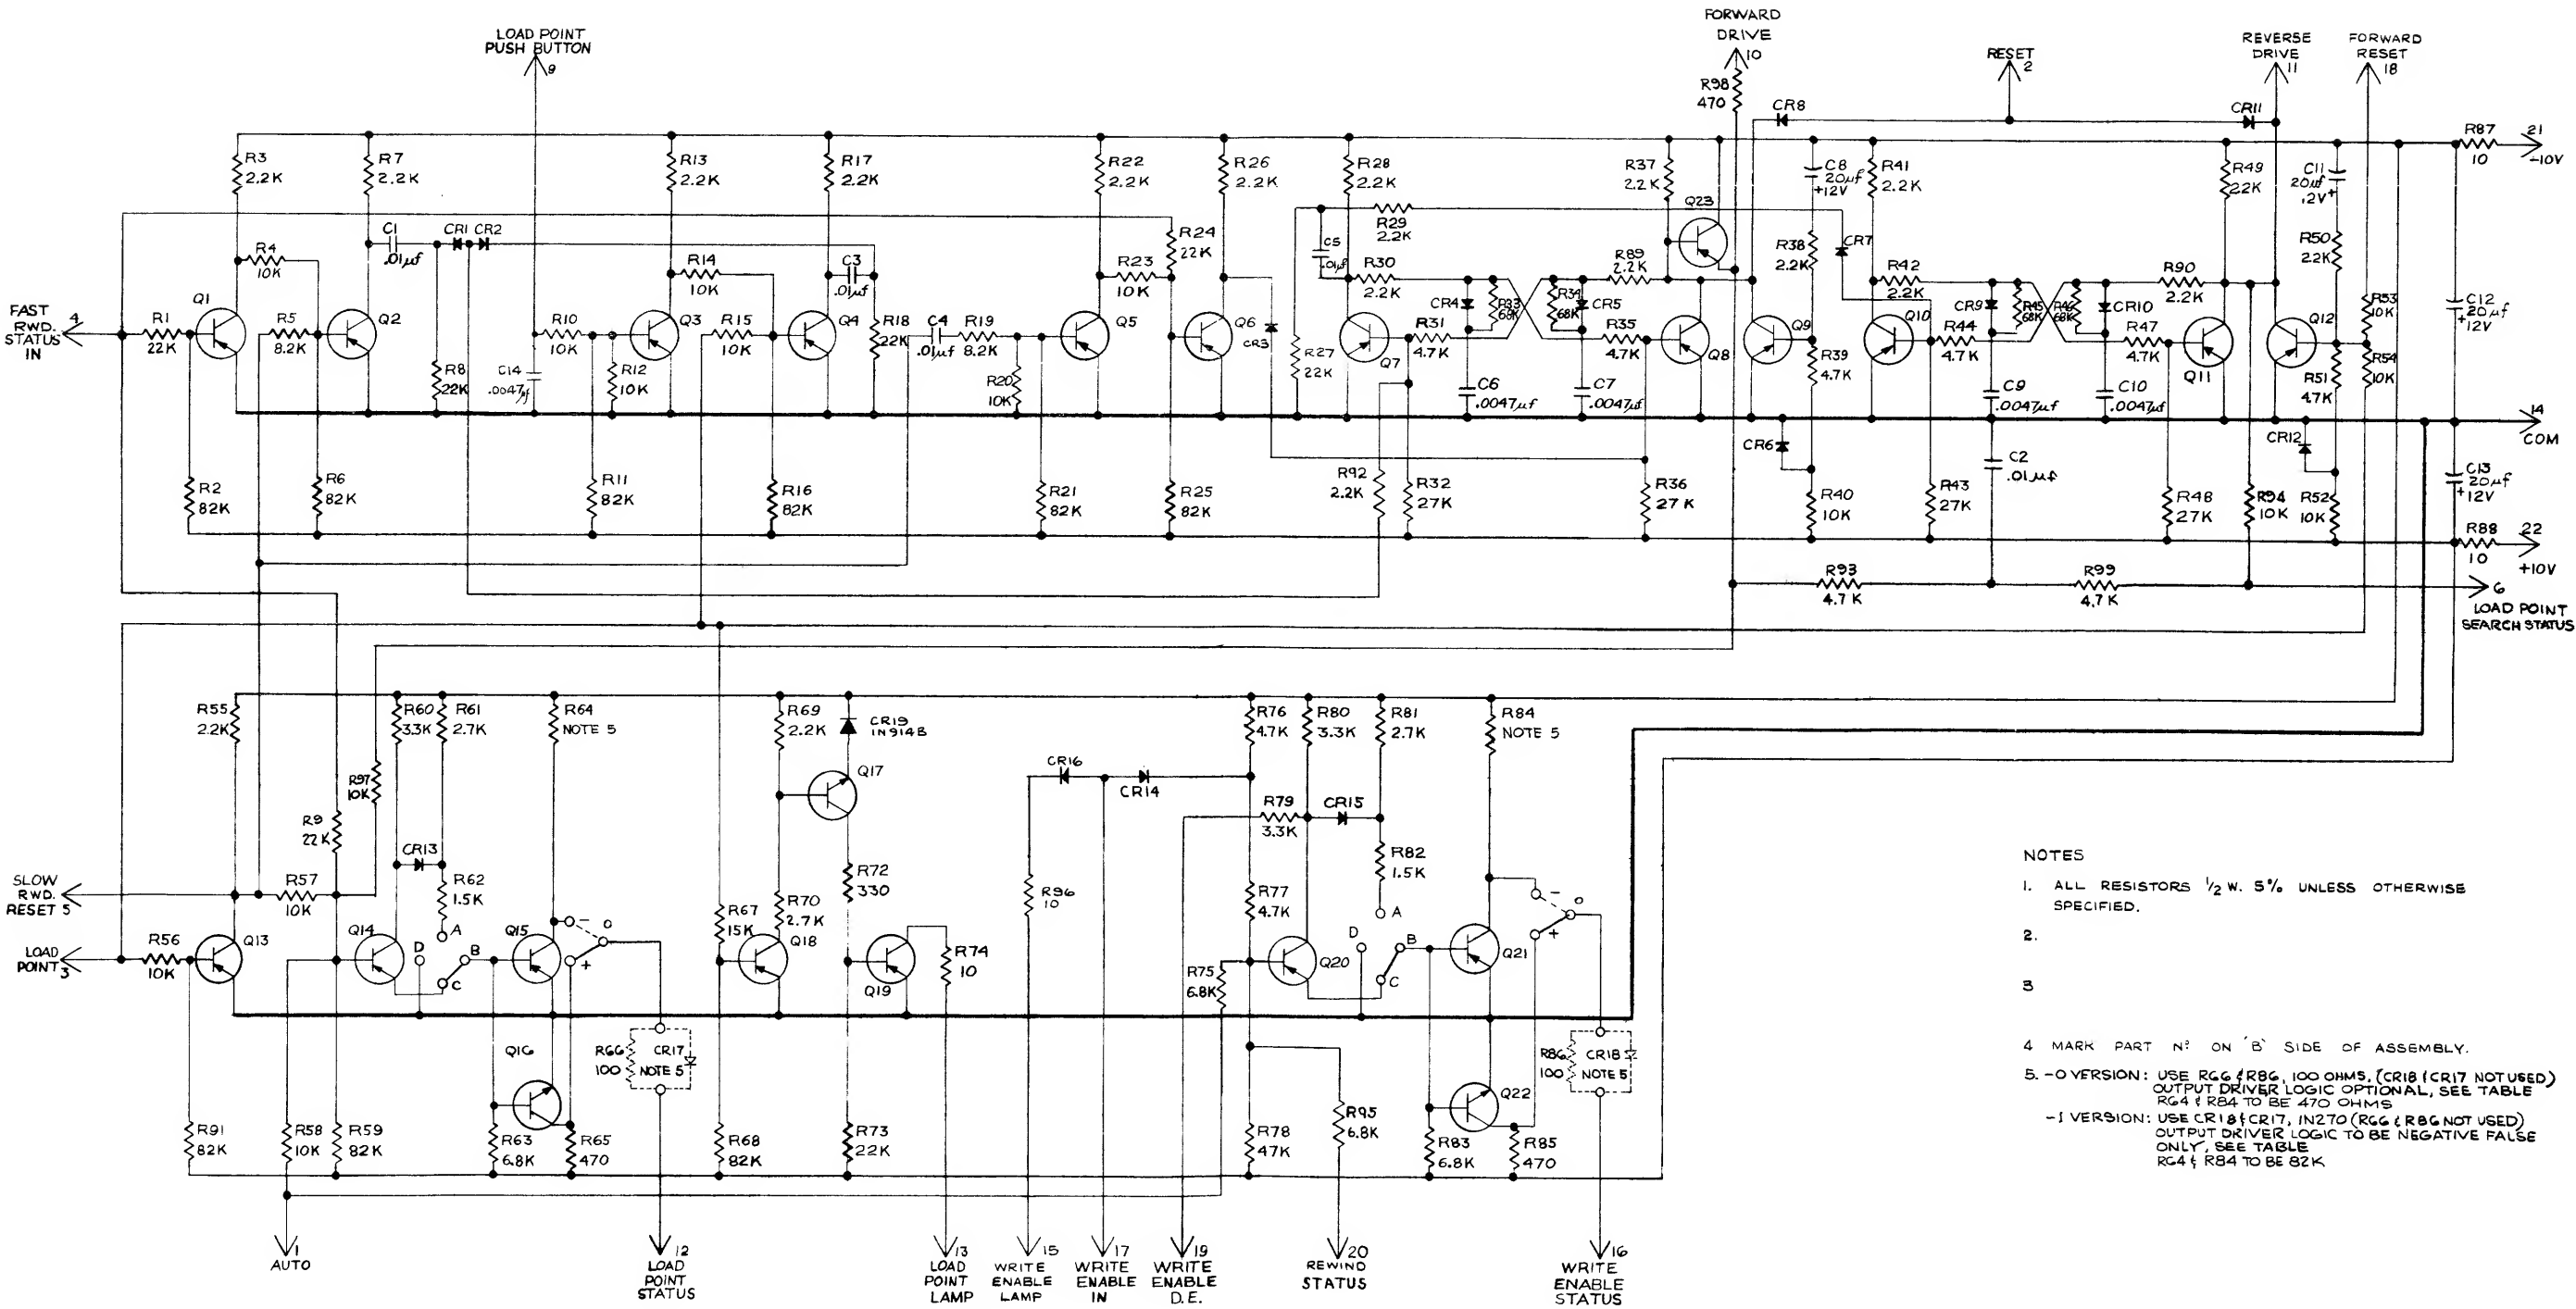 LOAD POINT
PUSH BUTTON
9
FORWARD
DRIVE
10
R98
470
RESET
2
REVERSE
DRIVE
11
FORWARD
RESET
18
CR8
CR11
R87
10
21
-10V
R3
2.2K
R7
2.2K
R13
2.2K
R17
2.2K
R22
2.2K
R26
2.2K
R28
2.2K
R37
2.2K
Q23
C8
20µf
+12V
R41
2.2K
R49
22K
C11
20µf
12V+
R4
10K
C1
.01µf
CR1 CR2
R14
10K
C3
.01µf
R24
22K
R23
10K
C5
.01µf
R29
2.2K
R30
2.2K
R89
2.2K
R38
2.2K
CR7
R42
2.2K
R90
2.2K
R50
22K
FAST
RWD.
STATUS
IN
4
R1
22K
Q1
R5
8.2K
Q2
R8
22K
R10
10K
C14
.0047µf
R12
10K
Q3
R15
10K
Q4
R18
22K
C4
.01µf
R19
8.2K
R20
10K
Q5
Q6
CR3
R27
22K
Q7
R31
4.7K
CR4
R33
68K
R34
68K
CR5
R35
4.7K
Q8
Q9
R39
4.7K
Q10
R44
4.7K
CR9
R45
68K
R46
68K
CR10
R47
4.7K
Q11
Q12
R53
10K
R54
10K
R51
47K
C12
20µf
+12V
C6
.0047µf
C7
.0047µf
C9
.0047µf
C10
.0047µf
14
COM
R2
82K
R6
82K
R11
82K
R16
82K
R21
82K
R25
82K
R92
2.2K
R32
27K
R36
27K
CR6
R40
10K
R43
27K
C2
.01µf
R48
27K
R94
10K
CR12
R52
10K
C13
20µf
+12V
R88
10
22
+10V
R93
4.7K
R99
4.7K
6
LOAD POINT
SEARCH STATUS
R55
2.2K
R60
3.3K
R61
2.7K
R64
NOTE 5
R69
2.2K
CR19
IN914B
R76
4.7K
R80
3.3K
R81
2.7K
R84
NOTE 5
R97
10K
R9
22K
CR13
R62
1.5K
Q17
CR16
CR14
R79
3.3K
CR15
R82
1.5K
SLOW
RWD.
RESET 5
R57
10K
R72
330
R96
10
R77
4.7K
LOAD
POINT 3
R56
10K
Q13
Q14
D
A
B
C
Q15
-
o
+
R67
15K
R70
2.7K
Q18
Q19
R74
10
R75
6.8K
Q20
D
A
B
C
Q21
-
o
+
Q16
R66
100
CR17
NOTE 5
R86
100
CR18
NOTE 5
Q22
R91
82K
R58
10K
R59
82K
R63
6.8K
R65
470
R68
82K
R73
22K
R78
47K
R95
6.8K
R83
6.8K
R85
470
1
AUTO
12
LOAD
POINT
STATUS
13
LOAD
POINT
LAMP
15
WRITE
ENABLE
LAMP
17
WRITE
ENABLE
IN
19
WRITE
ENABLE
D.E.
20
REWIND
STATUS
16
WRITE
ENABLE
STATUS
NOTES
1. ALL RESISTORS 1/2 W. 5% UNLESS OTHERWISE
SPECIFIED.
2.
3
4 MARK PART Nº ON 'B' SIDE OF ASSEMBLY.
5. -0 VERSION: USE R66 & R86, 100 OHMS. (CR18 & CR17 NOT USED)
OUTPUT DRIVER LOGIC OPTIONAL, SEE TABLE
R64 & R84 TO BE 470 OHMS
-1 VERSION: USE CR18 & CR17, IN270 (R66 & R86 NOT USED)
OUTPUT DRIVER LOGIC TO BE NEGATIVE FALSE
ONLY, SEE TABLE
R64 & R84 TO BE 82K